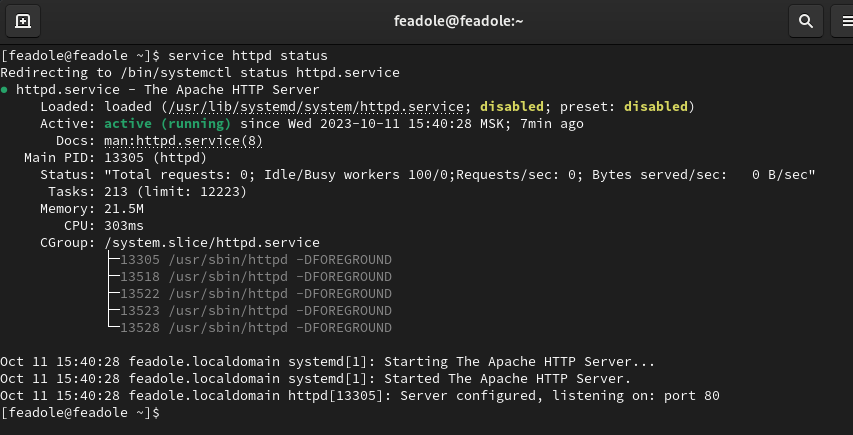 feadole@feadole:~
[feadole@feadole ~]$ service httpd status
Redirecting to /bin/systemctl status httpd.service
● httpd.service - The Apache HTTP Server
     Loaded: loaded (/usr/lib/systemd/system/httpd.service; disabled; preset: disabled)
     Active: active (running) since Wed 2023-10-11 15:40:28 MSK; 7min ago
       Docs: man:httpd.service(8)
   Main PID: 13305 (httpd)
     Status: "Total requests: 0; Idle/Busy workers 100/0;Requests/sec: 0; Bytes served/sec:   0 B/sec"
      Tasks: 213 (limit: 12223)
     Memory: 21.5M
        CPU: 303ms
     CGroup: /system.slice/httpd.service
             ├─13305 /usr/sbin/httpd -DFOREGROUND
             ├─13518 /usr/sbin/httpd -DFOREGROUND
             ├─13522 /usr/sbin/httpd -DFOREGROUND
             ├─13523 /usr/sbin/httpd -DFOREGROUND
             └─13528 /usr/sbin/httpd -DFOREGROUND
Oct 11 15:40:28 feadole.localdomain systemd[1]: Starting The Apache HTTP Server...
Oct 11 15:40:28 feadole.localdomain systemd[1]: Started The Apache HTTP Server.
Oct 11 15:40:28 feadole.localdomain httpd[13305]: Server configured, listening on: port 80
[feadole@feadole ~]$